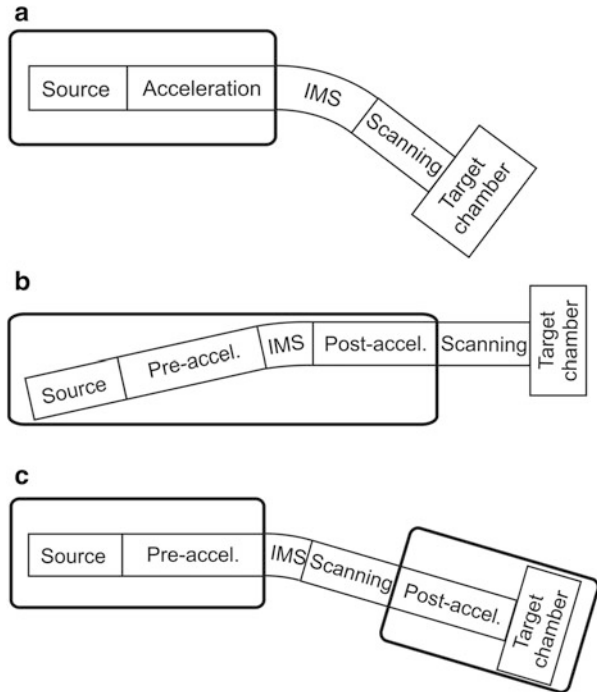 a
Source
Acceleration
IMS
Scanning
Target
chamber
b
Source
Pre-accel.
IMS
Post-accel.
Scanning
Target
chamber
c
Source
Pre-accel.
IMS
Scanning
Post-accel.
Target
chamber